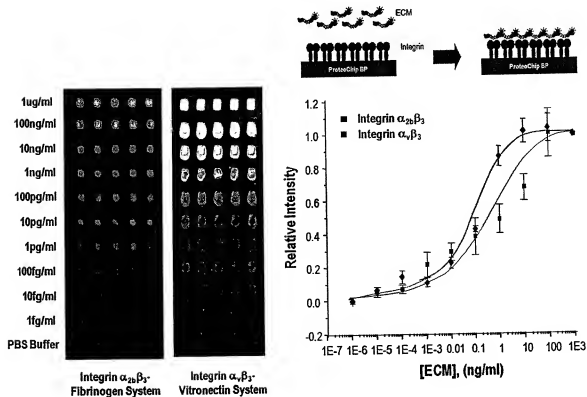 ECM
Integrin
ProteoChip BP
ProteoChip BP
1ug/ml
100ng/ml
10ng/ml
1ng/ml
100pg/ml
10pg/ml
1pg/ml
100fg/ml
10fg/ml
1fg/ml
PBS Buffer
Integrin α2bβ3-
Fibrinogen System
Integrin αvβ3-
Vitronectin System
Relative Intensity
1.2
1.0
0.8
0.6
0.4
0.2
0.0
-0.2
Integrin α2bβ3
Integrin αvβ3
1E-7 1E-6 1E-5 1E-4 1E-3 0.01 0.1 1 10 100 1E3
[ECM], (ng/ml)